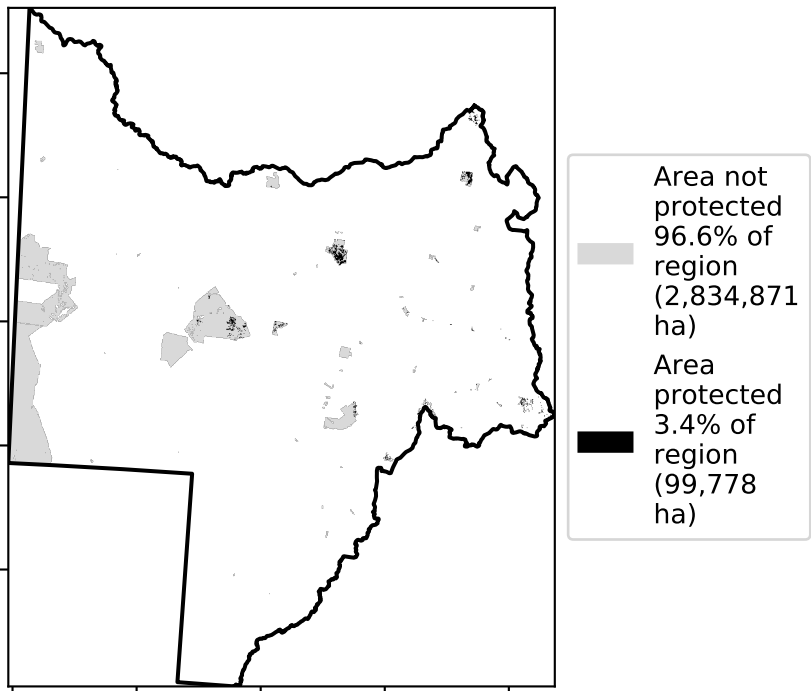 Area not
protected
96.6% of
region
(2,834,871
ha)
Area
protected
3.4% of
region
(99,778
ha)